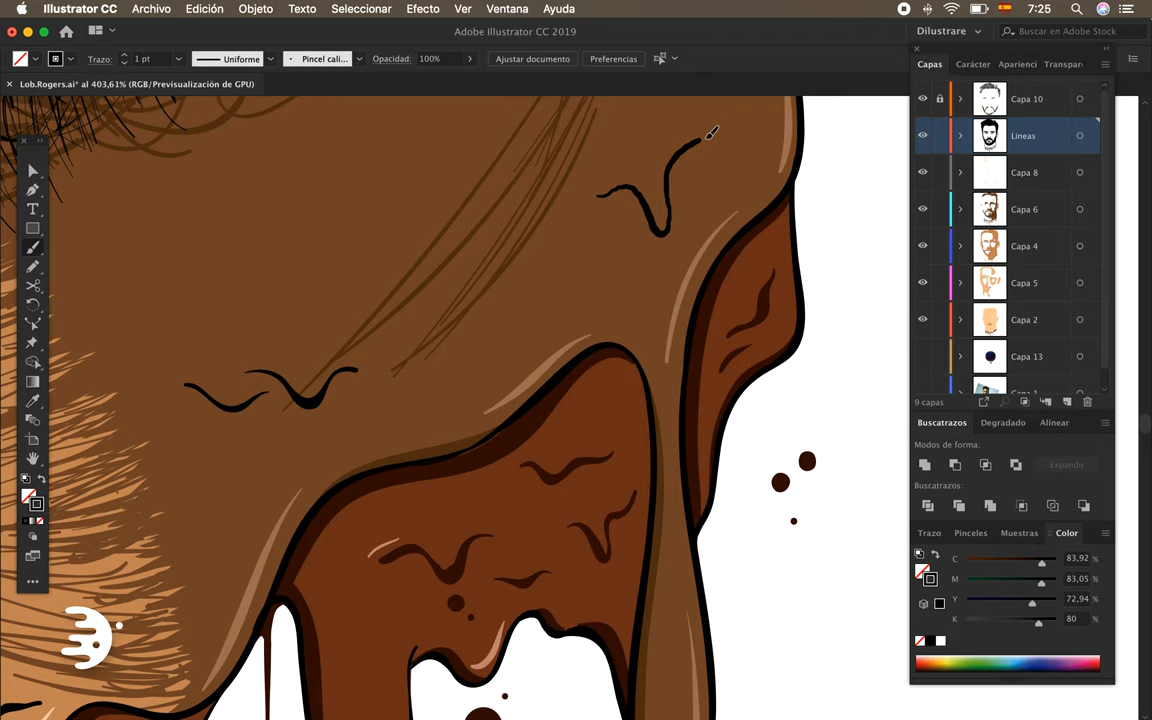 Illustrator CC Archivo Edición Objeto Texto Seleccionar Efecto Ver Ventana Ayuda 7:25
Adobe Illustrator CC 2019 Dilustrare Buscar en Adobe Stock
Trazo: 1 pt Uniforme Pincel cali... Opacidad: 100% Ajustar documento Preferencias
Capas Carácter Aparienci Transpar
Lob.Rogers.ai* al 403,61% (RGB/Previsualización de GPU)
Capa 10
Lineas
Capa 8
Capa 6
Capa 4
Capa 5
Capa 2
Capa 13
Capa 1
9 capas
Buscatrazos Degradado Alinear
Modos de forma:
Expandir
Buscatrazos:
Trazo Pinceles Muestras Color
C 83,92 %
M 83,05 %
Y 72,94 %
K 80 %